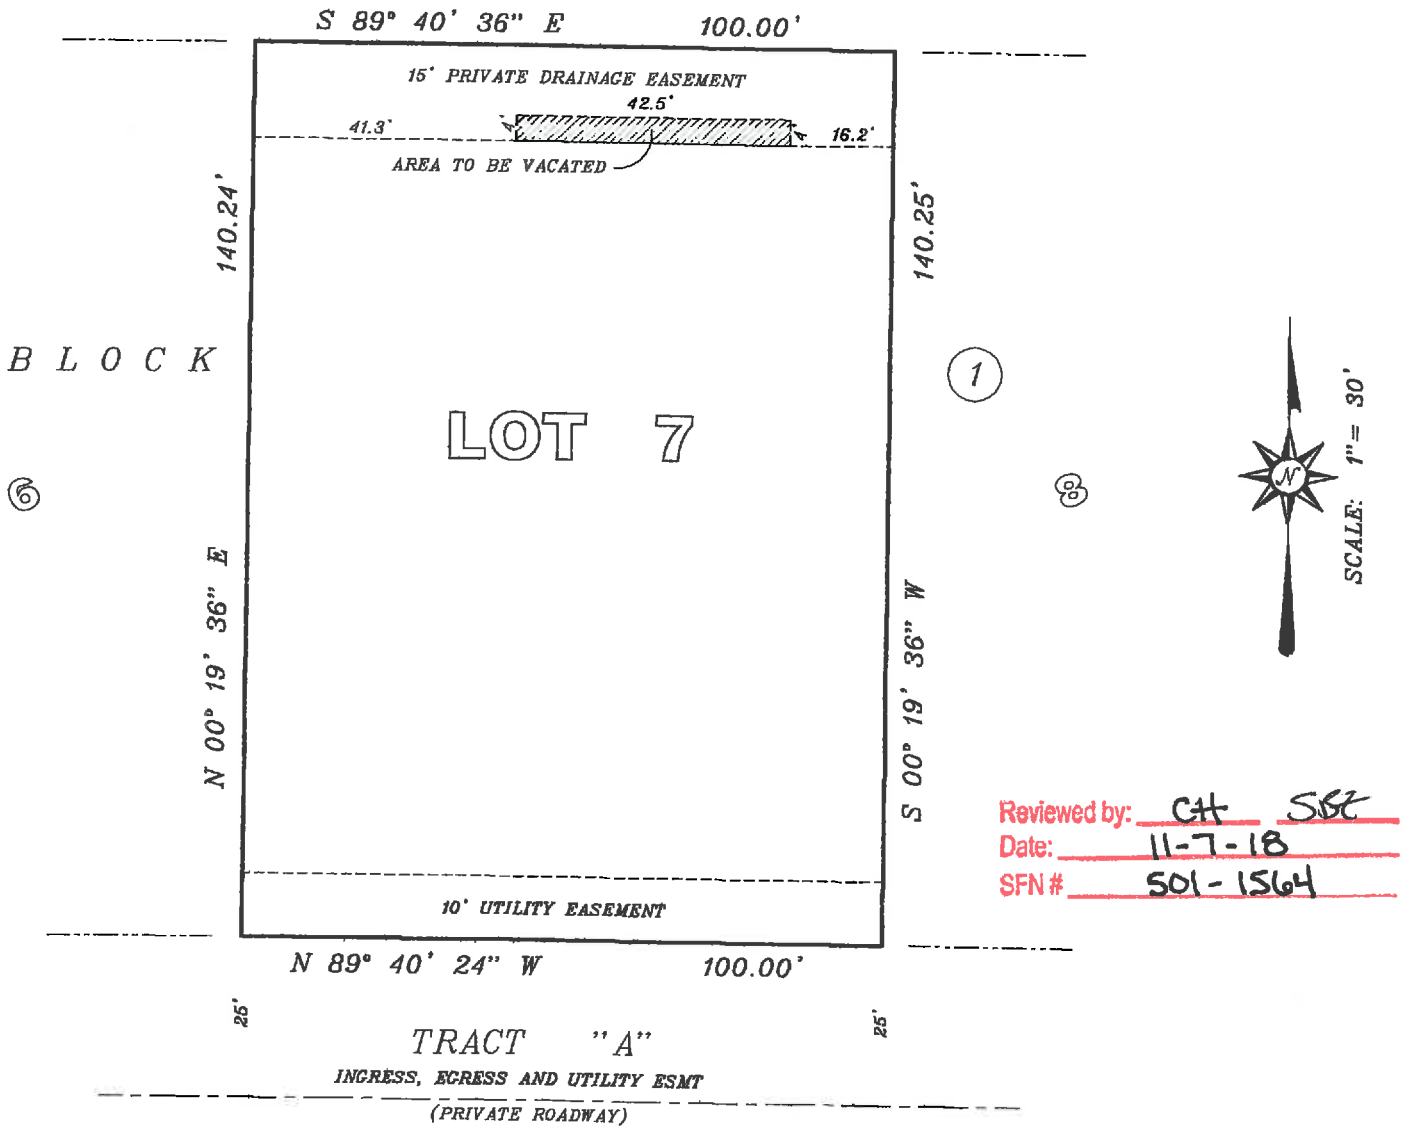 S 89° 40' 36" E 100.00'
15' PRIVATE DRAINAGE EASEMENT
42.5'
41.3'
4'
4'
16.2'
AREA TO BE VACATED
140.24'
140.25'
BLOCK
1
LOT 7
6
8
N
SCALE: 1"= 30'
N 00° 19' 36" E
S 00° 19' 36" W
Reviewed by: CH SBE
Date: 11-7-18
SFN # 501-1564
10' UTILITY EASEMENT
N 89° 40' 24" W 100.00'
25'
25'
TRACT "A"
INGRESS, EGRESS AND UTILITY ESMT
(PRIVATE ROADWAY)